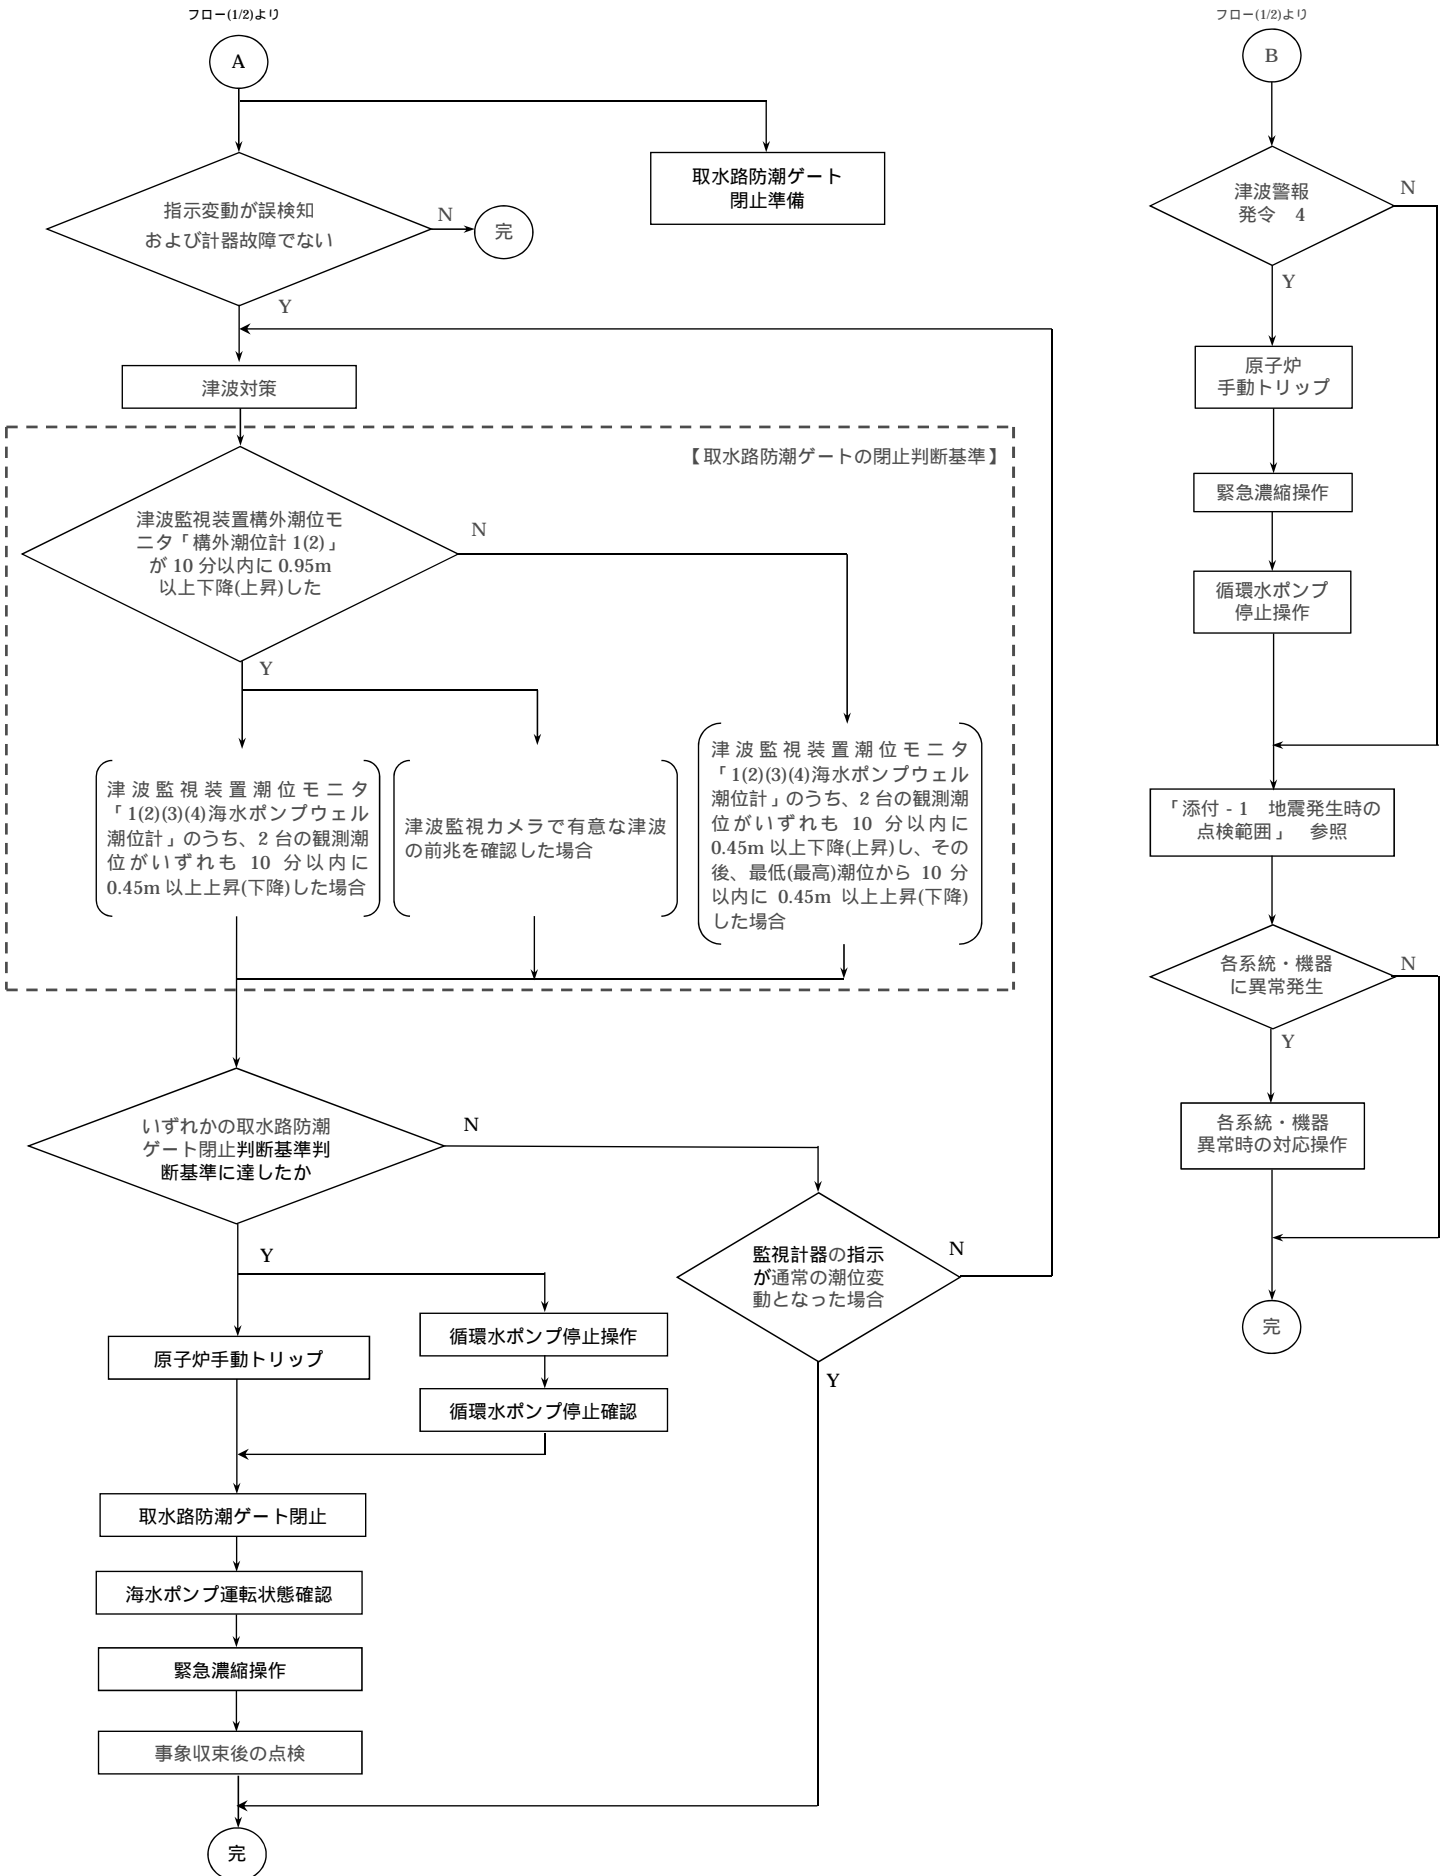 フロー(1/2)より
A
取水路防潮ゲート
閉止準備
指示変動が誤検知
および計器故障でない
N
完
Y
津波対策
【取水路防潮ゲートの閉止判断基準】
津波監視装置構外潮位モ
ニタ「構外潮位計 1(2)」
が 10 分以内に 0.95m
以上下降(上昇)した
N
Y
津波監視装置潮位モニタ
「1(2)(3)(4)海水ポンプウェル
潮位計」のうち、2 台の観測潮
位がいずれも 10 分以内に
0.45m 以上上昇(下降)した場合
津波監視カメラで有意な津波
の前兆を確認した場合
津波監視装置潮位モニタ
「1(2)(3)(4)海水ポンプウェル
潮位計」のうち、2 台の観測潮
位がいずれも 10 分以内に
0.45m 以上下降(上昇)し、その
後、最低(最高)潮位から 10 分
以内に 0.45m 以上上昇(下降)
した場合
いずれかの取水路防潮
ゲート閉止判断基準判
断基準に達したか
N
Y
監視計器の指示
が通常の潮位変
動となった場合
N
Y
循環水ポンプ停止操作
原子炉手動トリップ
循環水ポンプ停止確認
取水路防潮ゲート閉止
海水ポンプ運転状態確認
緊急濃縮操作
事象収束後の点検
完
フロー(1/2)より
B
津波警報
発令 4
N
Y
原子炉
手動トリップ
緊急濃縮操作
循環水ポンプ
停止操作
「添付 - 1 地震発生時の
点検範囲」 参照
各系統・機器
に異常発生
N
Y
各系統・機器
異常時の対応操作
完